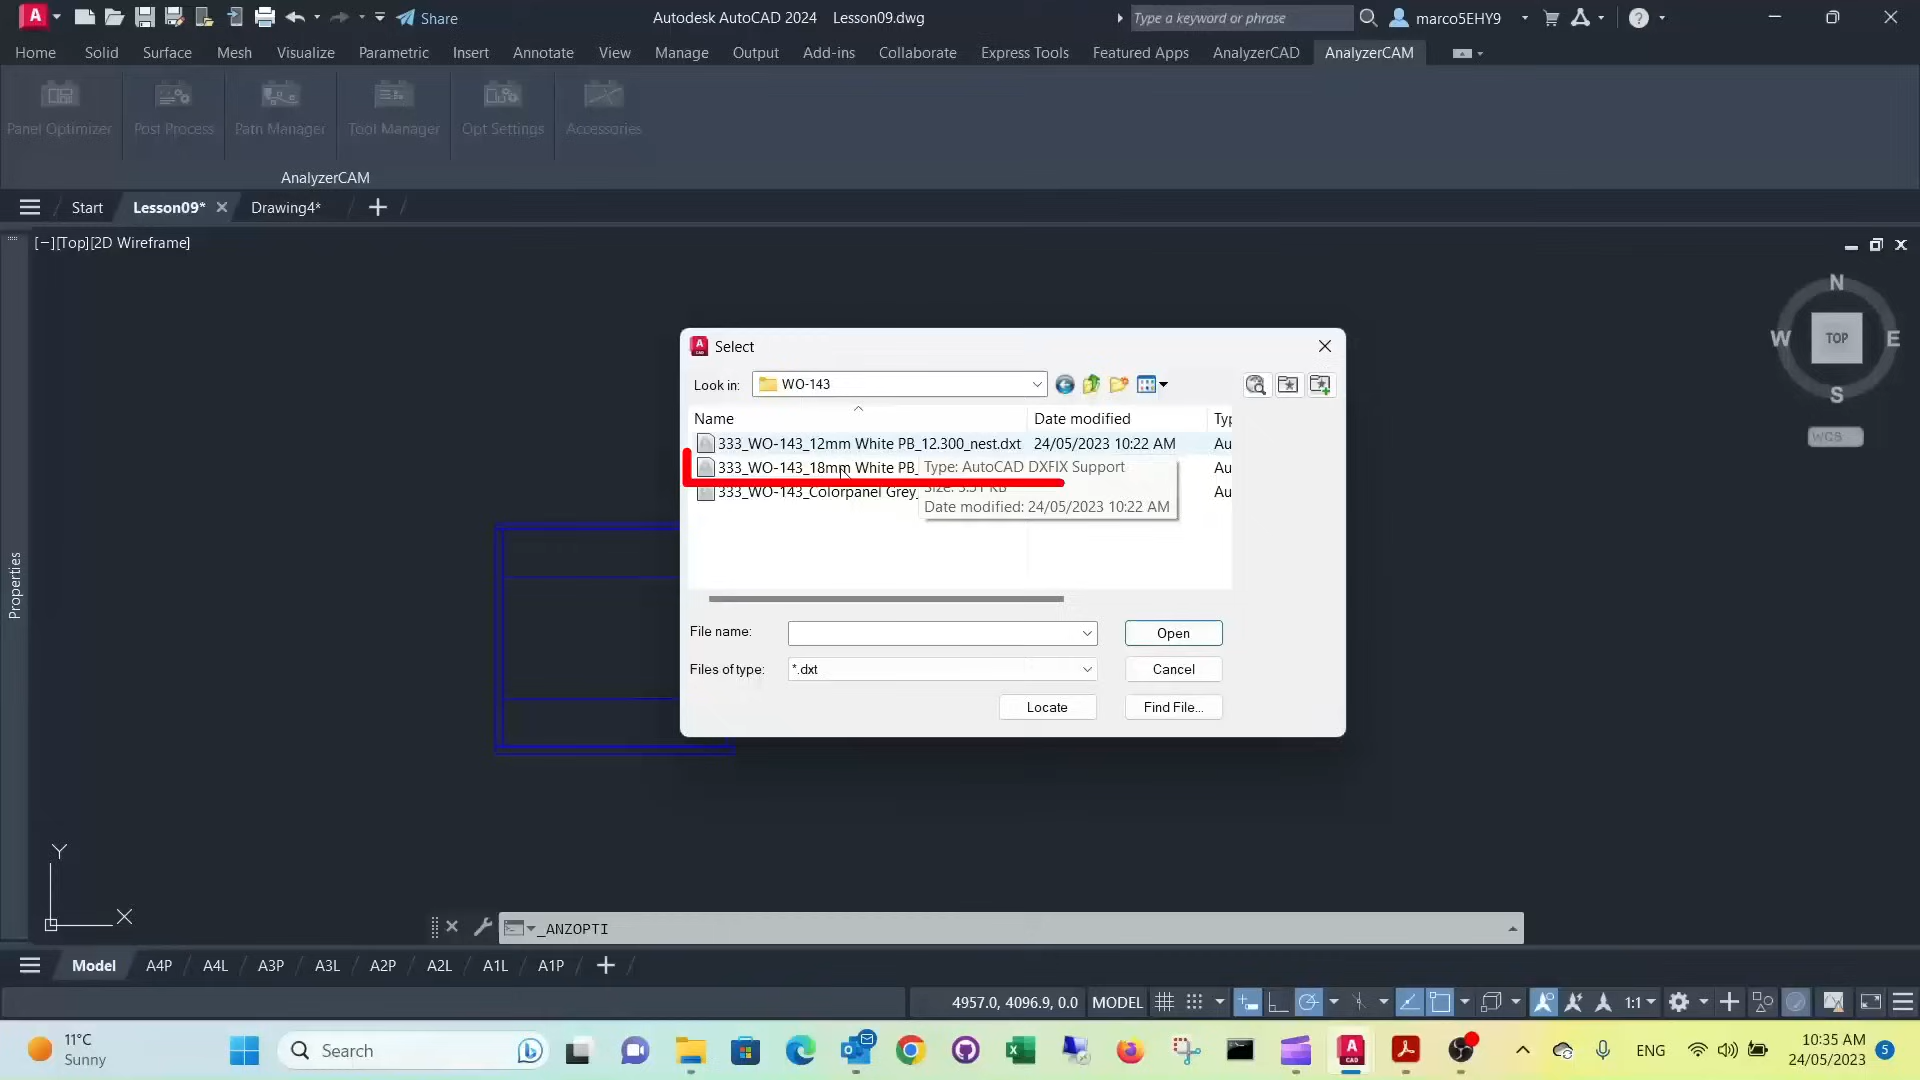 Share
Autodesk AutoCAD 2024 Lesson09.dwg
Type a keyword or phrase
marco5EHY9
Home Solid Surface Mesh Visualize Parametric Insert Annotate View Manage Output Add-ins Collaborate Express Tools Featured Apps AnalyzerCAD AnalyzerCAM
Panel Optimizer Post Process Path Manager Tool Manager Opt Settings Accessories
AnalyzerCAM
Start Lesson09* Drawing4*
[−][Top][2D Wireframe]
N
W TOP E
S
WCS
Properties
Select
Look in: WO-143
Name Date modified Typ
333_WO-143_12mm White PB_12.300_nest.dxt 24/05/2023 10:22 AM Au
333_WO-143_18mm White PB_ Au
333_WO-143_Colorpanel Grey_ Au
Type: AutoCAD DXFIX Support
Date modified: 24/05/2023 10:22 AM
File name: Open
Files of type: *.dxt Cancel
Locate Find File...
Y
X
_ANZOPTI
Model A4P A4L A3P A3L A2P A2L A1L A1P
4957.0, 4096.9, 0.0 MODEL 1:1
11°C
Sunny
Search
ENG
10:35 AM
24/05/2023
5